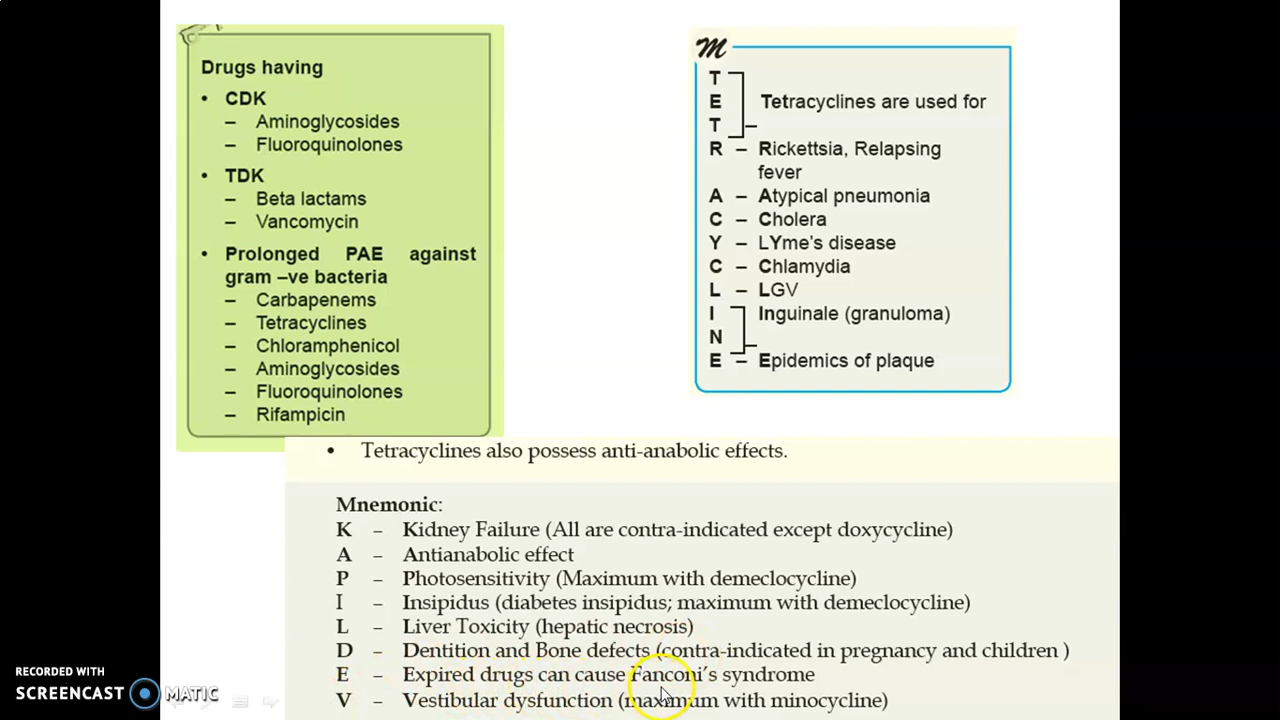 Drugs having
• CDK
– Aminoglycosides
– Fluoroquinolones
• TDK
– Beta lactams
– Vancomycin
• Prolonged PAE against
gram –ve bacteria
– Carbapenems
– Tetracyclines
– Chloramphenicol
– Aminoglycosides
– Fluoroquinolones
– Rifampicin
M
T
E Tetracyclines are used for
T –
R – Rickettsia, Relapsing
fever
A – Atypical pneumonia
C – Cholera
Y – LYme's disease
C – Chlamydia
L – LGV
I Inguinale (granuloma)
N –
E – Epidemics of plaque
• Tetracyclines also possess anti-anabolic effects.
Mnemonic:
K – Kidney Failure (All are contra-indicated except doxycycline)
A – Antianabolic effect
P – Photosensitivity (Maximum with demeclocycline)
I – Insipidus (diabetes insipidus; maximum with demeclocycline)
L – Liver Toxicity (hepatic necrosis)
D – Dentition and Bone defects (contra-indicated in pregnancy and children )
E – Expired drugs can cause Fanconi's syndrome
V – Vestibular dysfunction (maximum with minocycline)
RECORDED WITH
SCREENCAST MATIC